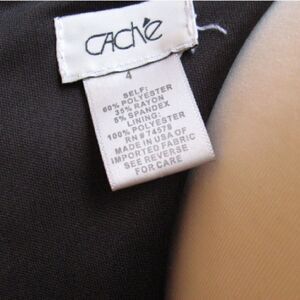 CAChé
4
SELF:
60% POLYESTER
35% RAYON
5% SPANDEX
LINING:
100% POLYESTER
RN# 74578
MADE IN USA OF
IMPORTED FABRIC
SEE REVERSE
FOR CARE